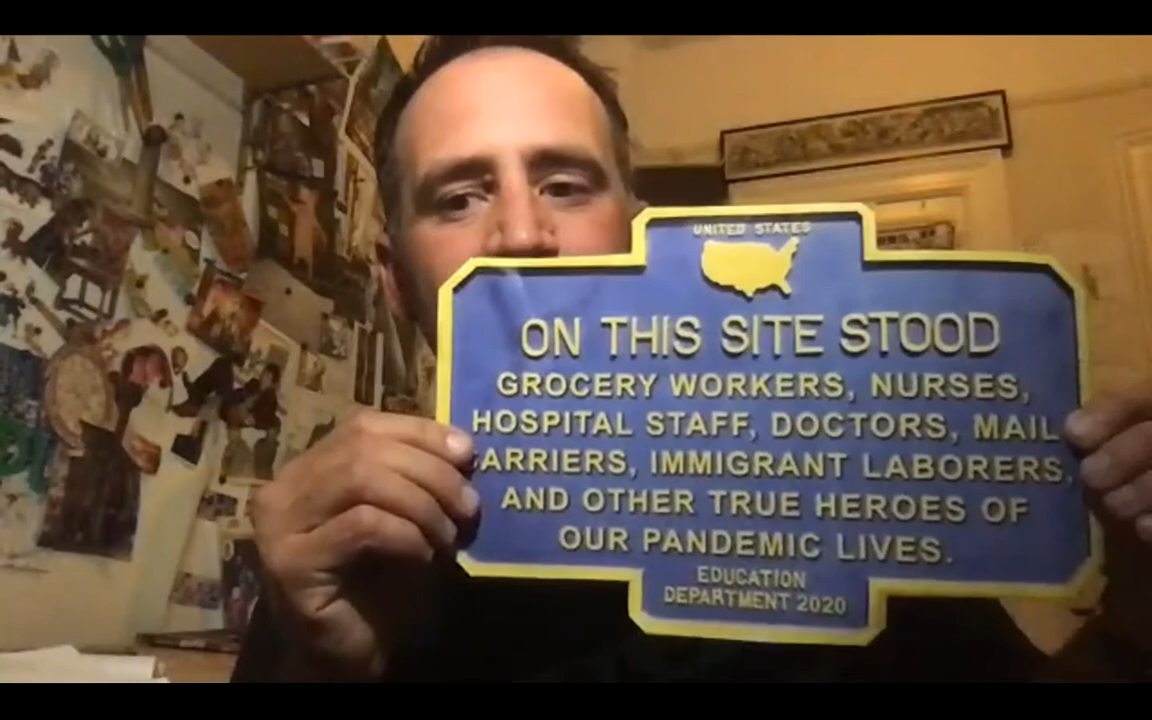 UNITED STATES
ON THIS SITE STOOD
GROCERY WORKERS, NURSES,
HOSPITAL STAFF, DOCTORS, MAIL
CARRIERS, IMMIGRANT LABORERS,
AND OTHER TRUE HEROES OF
OUR PANDEMIC LIVES.
EDUCATION
DEPARTMENT 2020